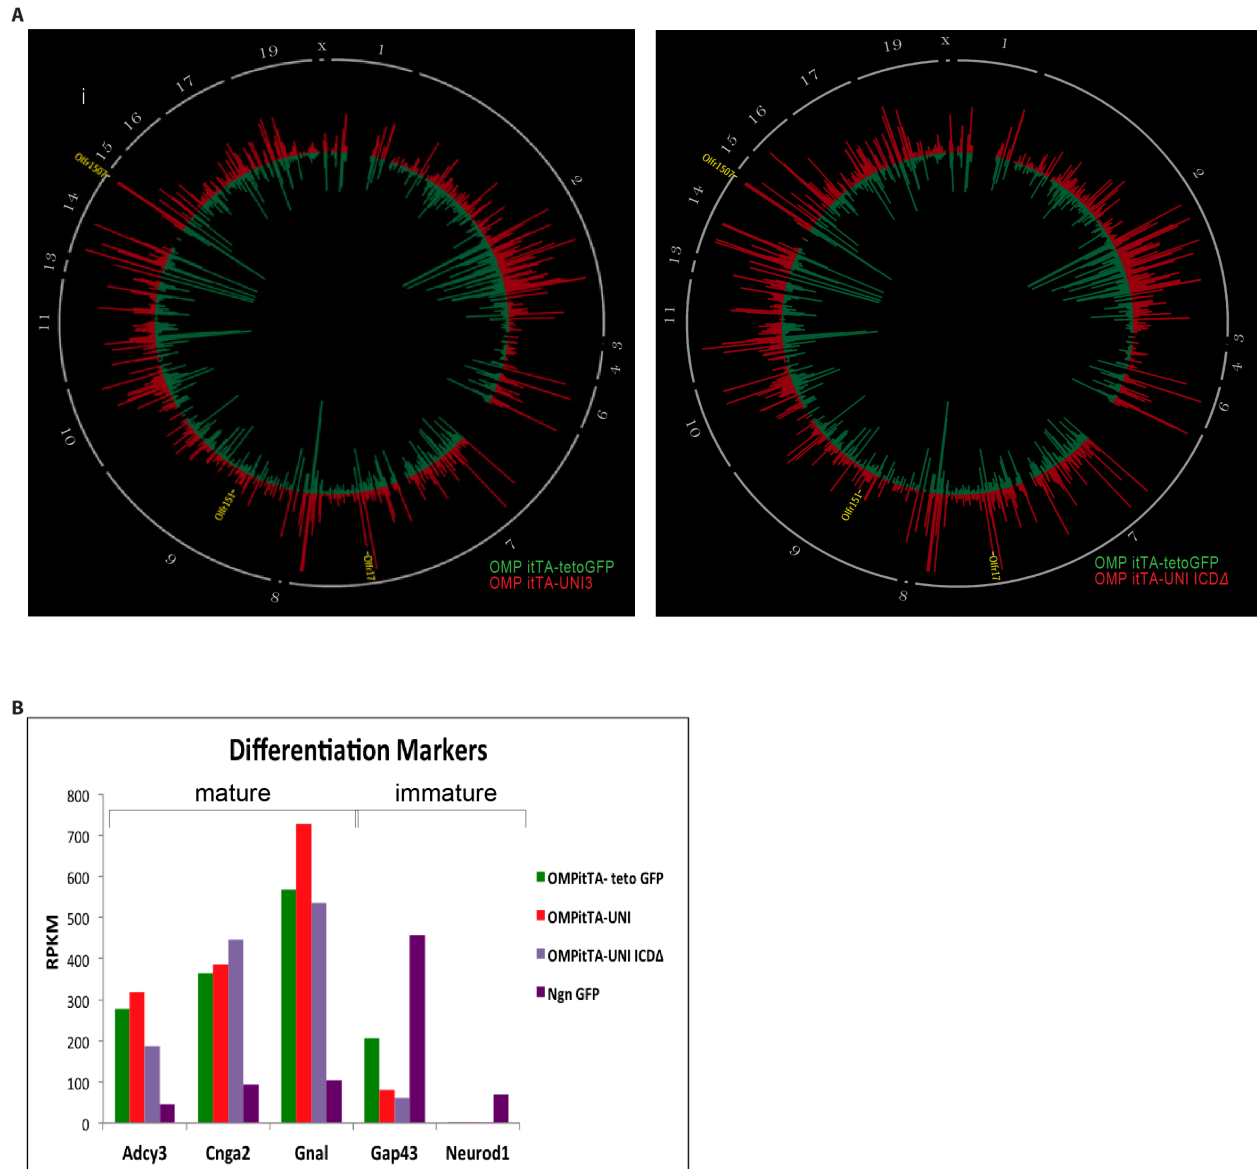 A
i
x
1
2
3
4
6
7
8
9
10
11
13
14
15
16
17
19
Olfr1507
Olfr151
Olfr17
OMP itTA-tetoGFP
OMP itTA-UNI3
x
1
2
3
4
6
7
8
9
10
11
13
14
15
16
17
19
Olfr1507
Olfr151
Olfr17
OMP itTA-tetoGFP
OMP itTA-UNI ICDΔ
B
Differentiation Markers
mature immature
800
700
600
500
400
300
200
100
0
RPKM
Adcy3 Cnga2 Gnal Gap43 Neurod1
OMPitTA- teto GFP
OMPitTA-UNI
OMPitTA-UNI ICDΔ
Ngn GFP